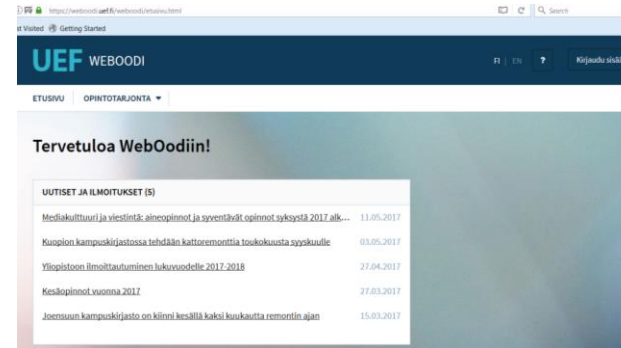 https://weboodi.uef.fi/weboodi/etusivu.html
Search
st Visited Getting Started
UEF WEBOODI
FI | EN ? Kirjaudu sisä
ETUSIVU OPINTOTARJONTA
Tervetuloa WebOodiin!
UUTISET JA ILMOITUKSET (5)
Mediakulttuuri ja viestintä: aineopinnot ja syventävät opinnot syksystä 2017 alk... 11.05.2017
Kuopion kampuskirjastossa tehdään kattoremonttia toukokuusta syyskuulle 03.05.2017
Yliopistoon ilmoittautuminen lukuvuodelle 2017-2018 27.04.2017
Kesäopinnot vuonna 2017 27.03.2017
Joensuun kampuskirjasto on kiinni kesällä kaksi kuukautta remontin ajan 15.03.2017